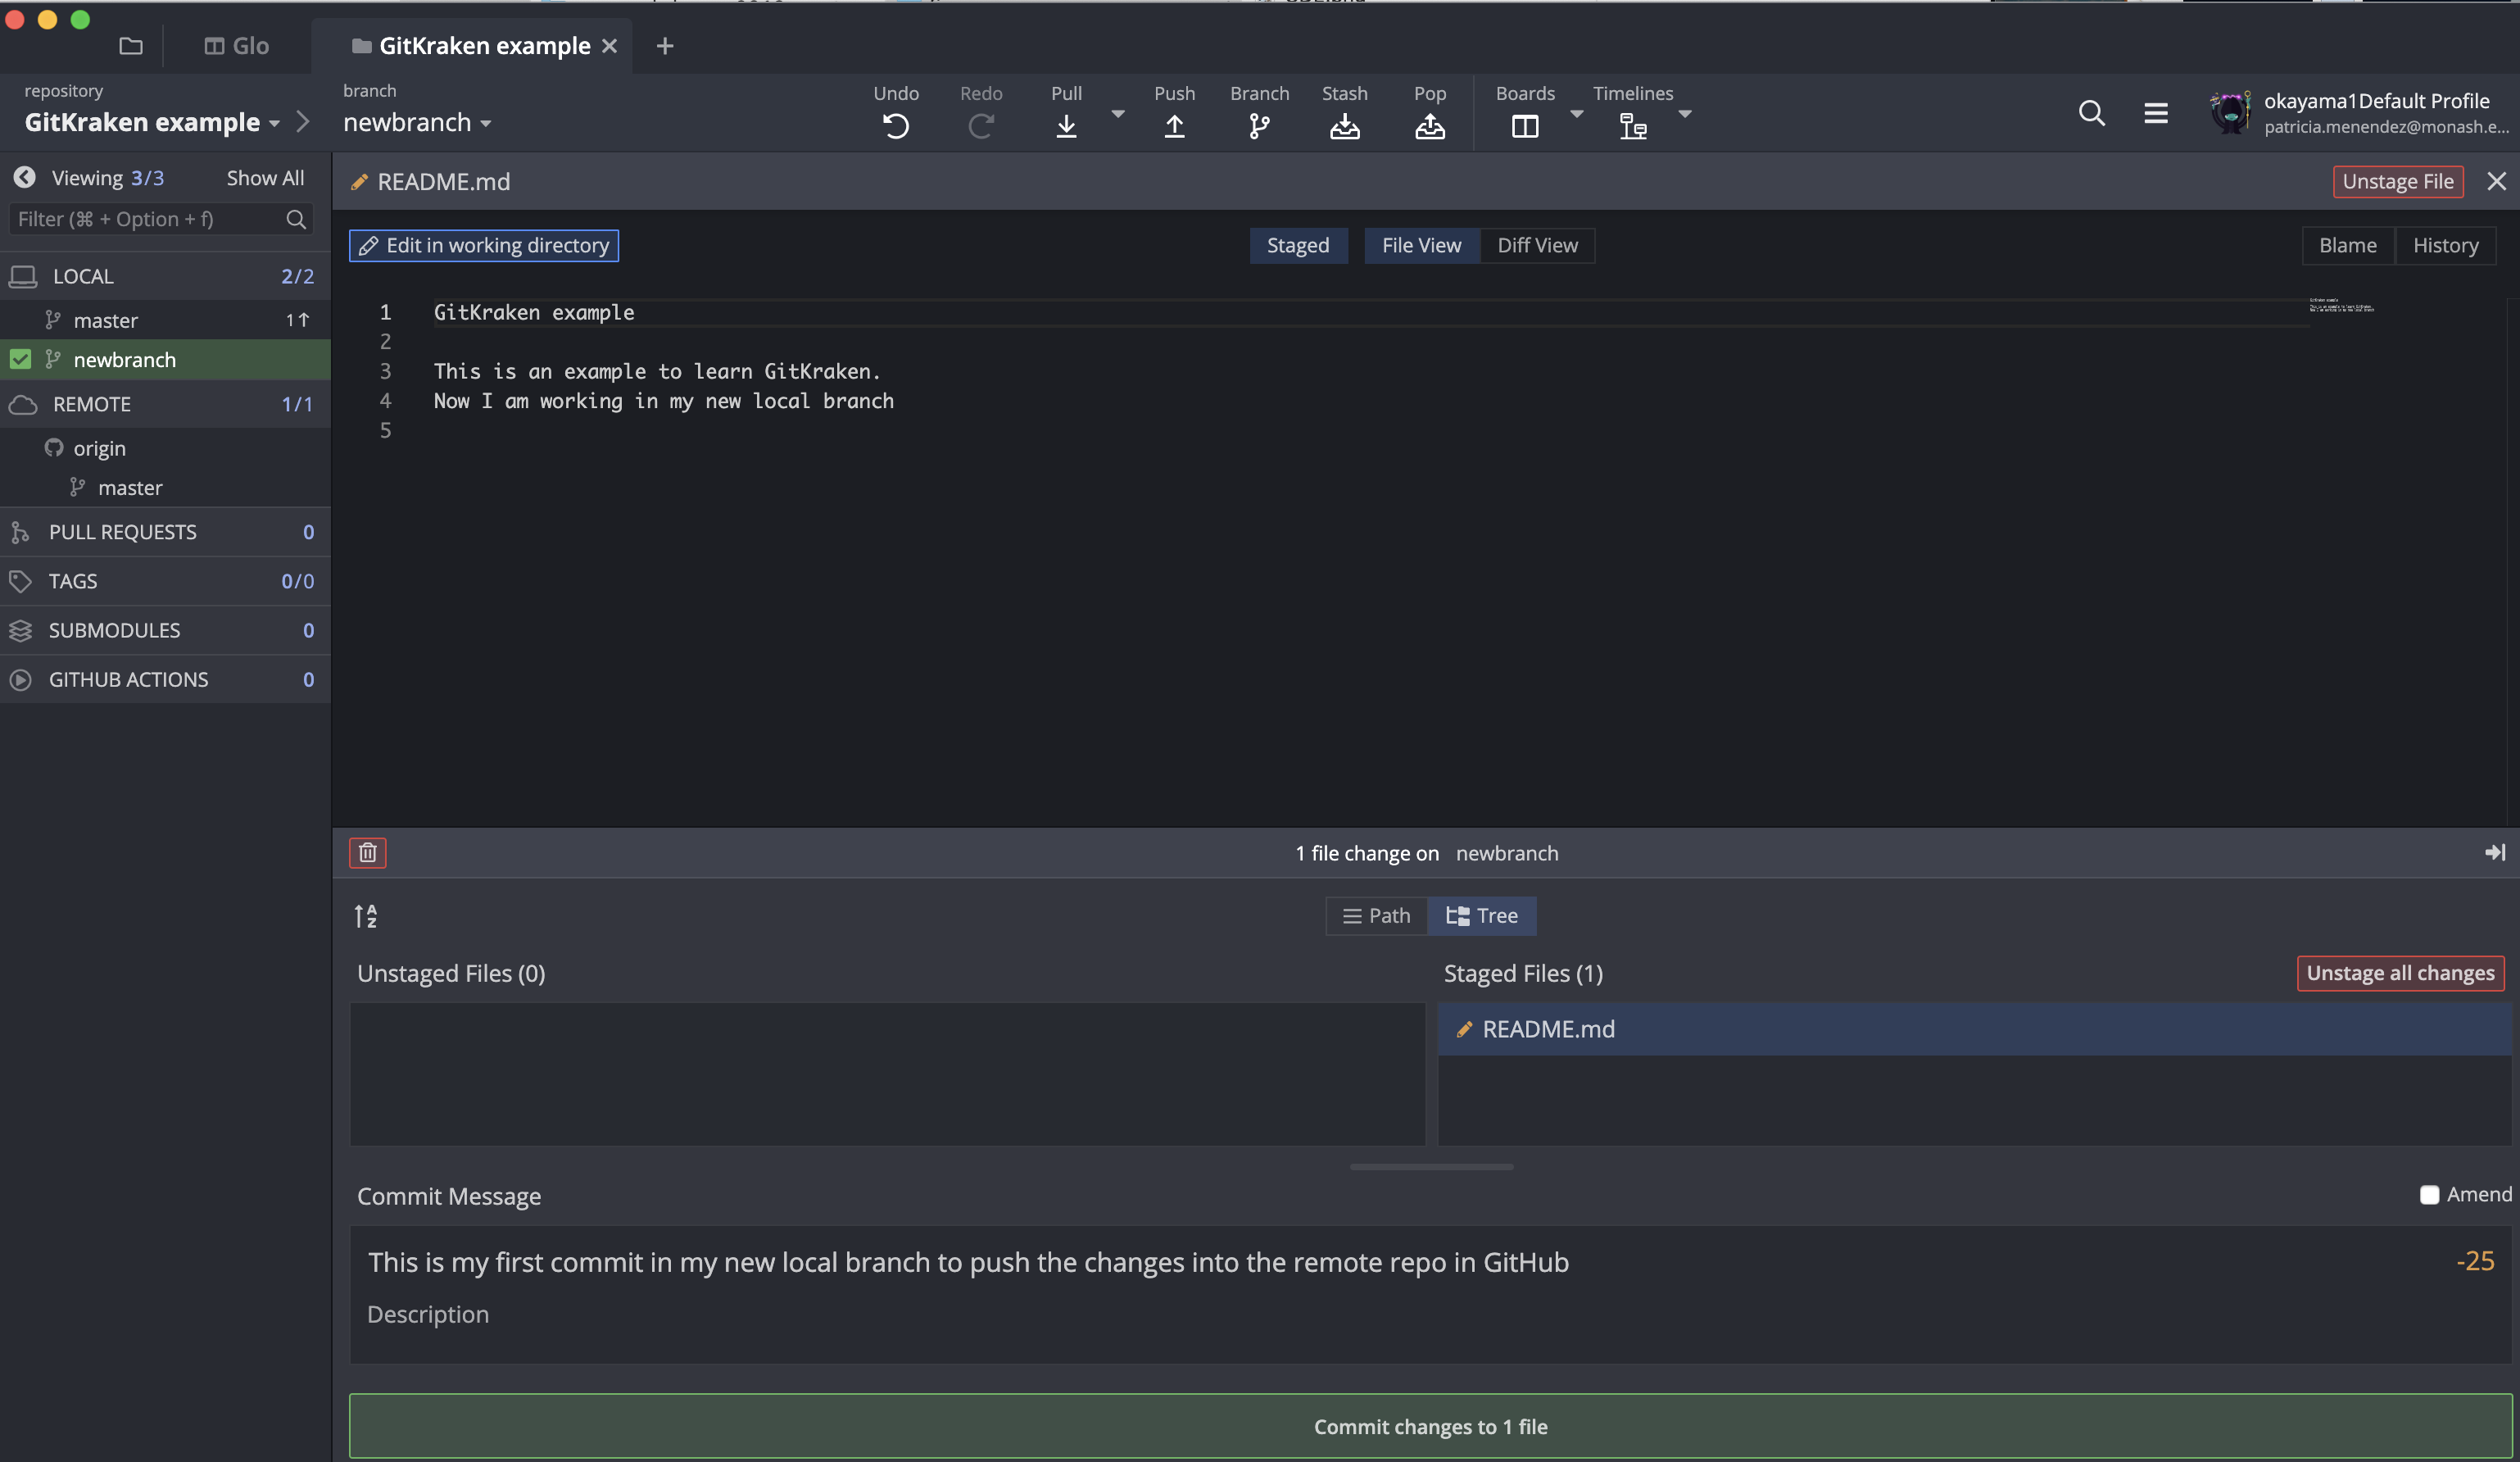 Glo
GitKraken example
repository
GitKraken example
branch
newbranch
Undo
Redo
Pull
Push
Branch
Stash
Pop
Boards
Timelines
okayama1Default Profile
patricia.menendez@monash.e...
Viewing 3/3
Show All
Filter (⌘ + Option + f)
LOCAL 2/2
master 1↑
newbranch
REMOTE 1/1
origin
master
PULL REQUESTS 0
TAGS 0/0
SUBMODULES 0
GITHUB ACTIONS 0
README.md
Unstage File
Edit in working directory
Staged
File View
Diff View
Blame
History
1 GitKraken example
2
3 This is an example to learn GitKraken.
4 Now I am working in my new local branch
5
1 file change on newbranch
Path
Tree
Unstaged Files (0)
Staged Files (1)
Unstage all changes
README.md
Commit Message
Amend
This is my first commit in my new local branch to push the changes into the remote repo in GitHub
-25
Description
Commit changes to 1 file